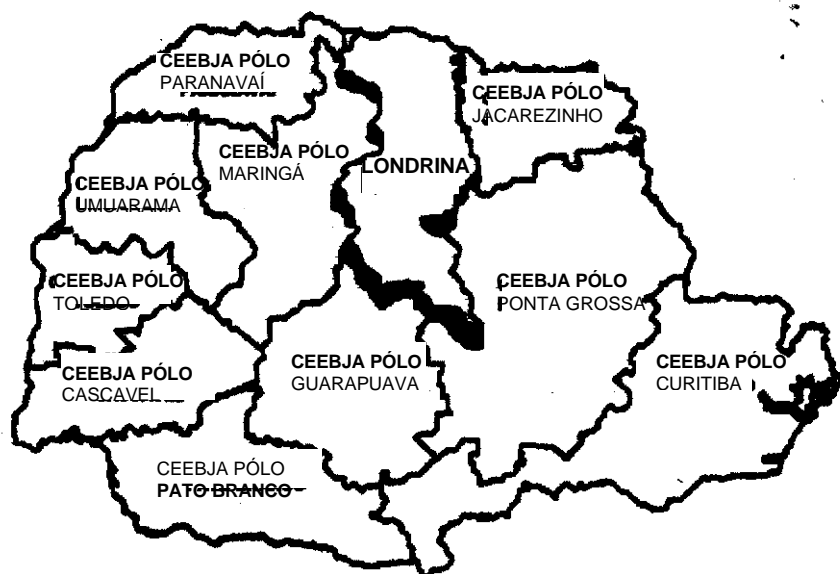 CEEBJA PÓLO
PARANAVAÍ
CEEBJA PÓLO
JACAREZINHO
CEEBJA PÓLO
MARINGÁ
LONDRINA
CEEBJA PÓLO
UMUARAMA
CEEBJA PÓLO
TOLEDO
CEEBJA PÓLO
PONTA GROSSA
CEEBJA PÓLO
CASCAVEL
CEEBJA PÓLO
GUARAPUAVA
CEEBJA PÓLO
CURITIBA
CEEBJA PÓLO
PATO BRANCO